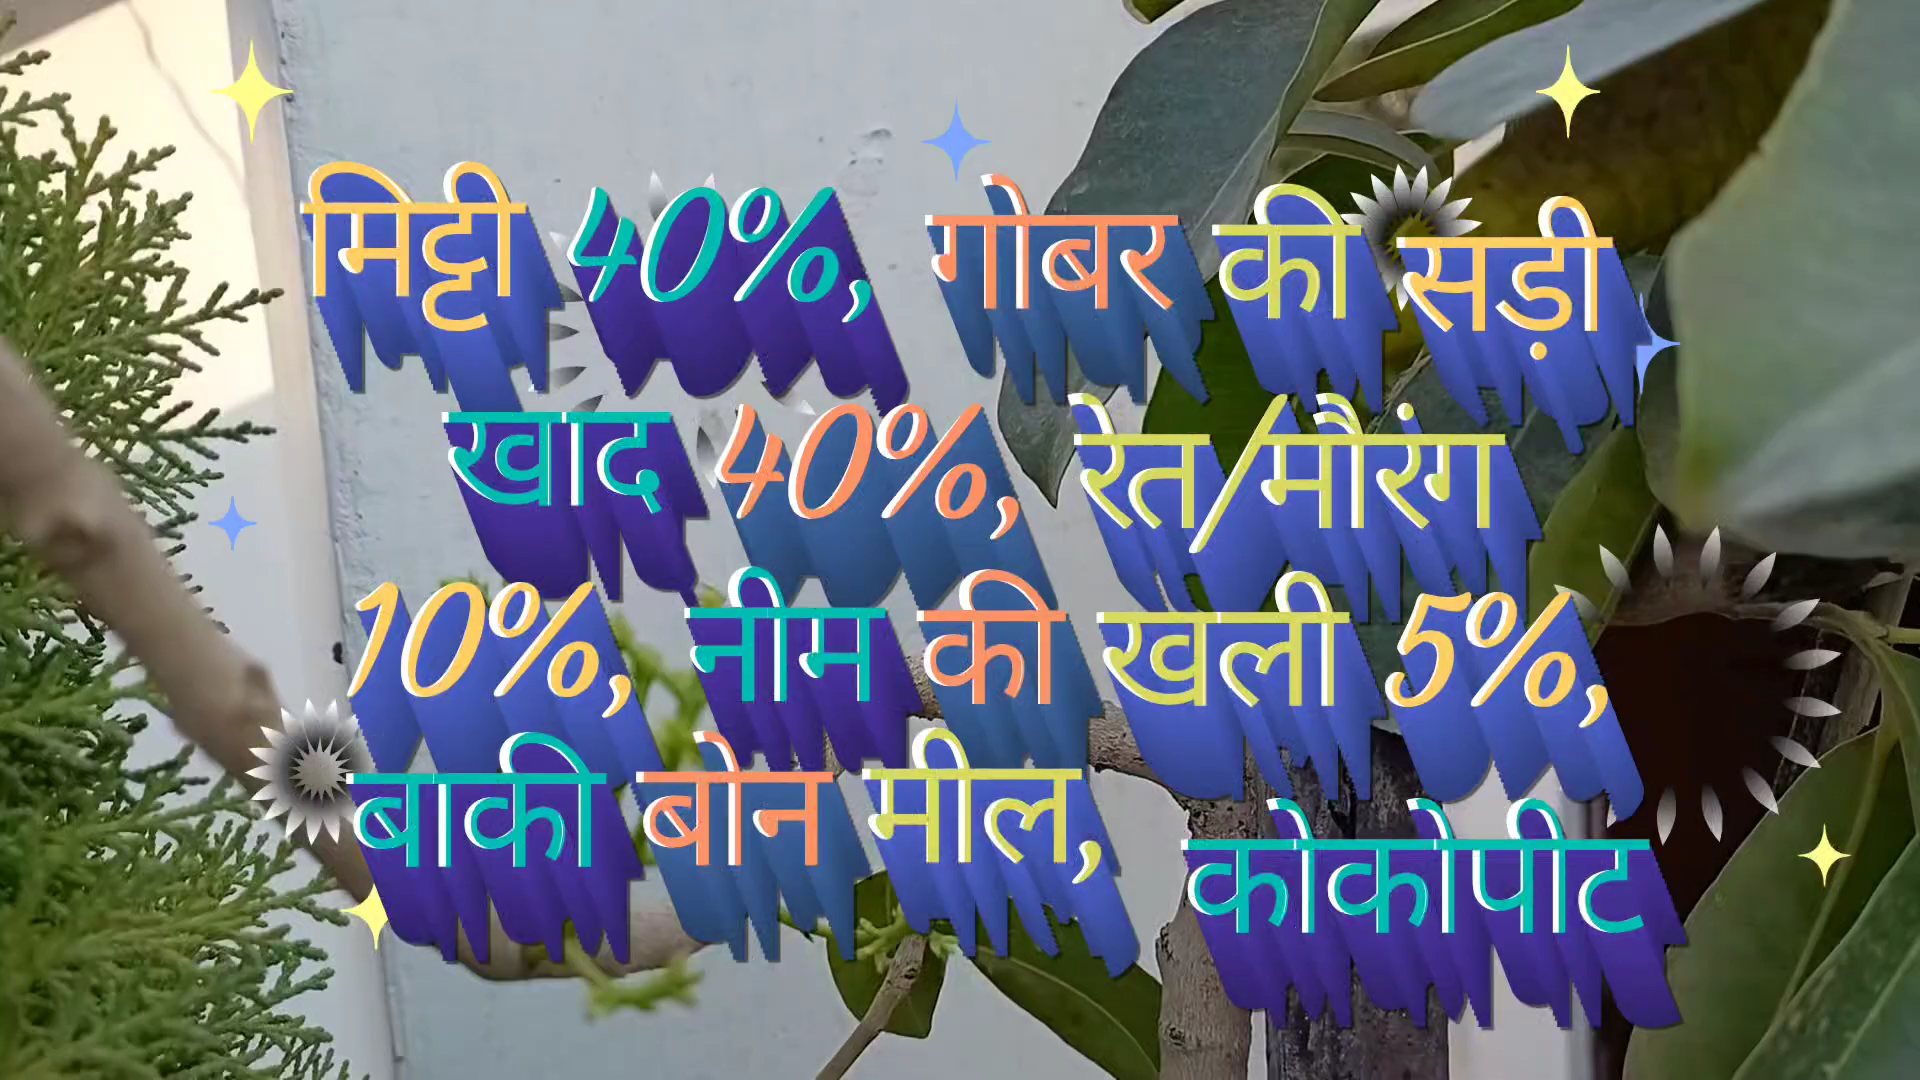 मिट्टी 40%, गोबर की सड़ी
खाद 40%, रेत/मौरंग
10%, नीम की खली 5%,
बाकी बोन मील, कोकोपीट